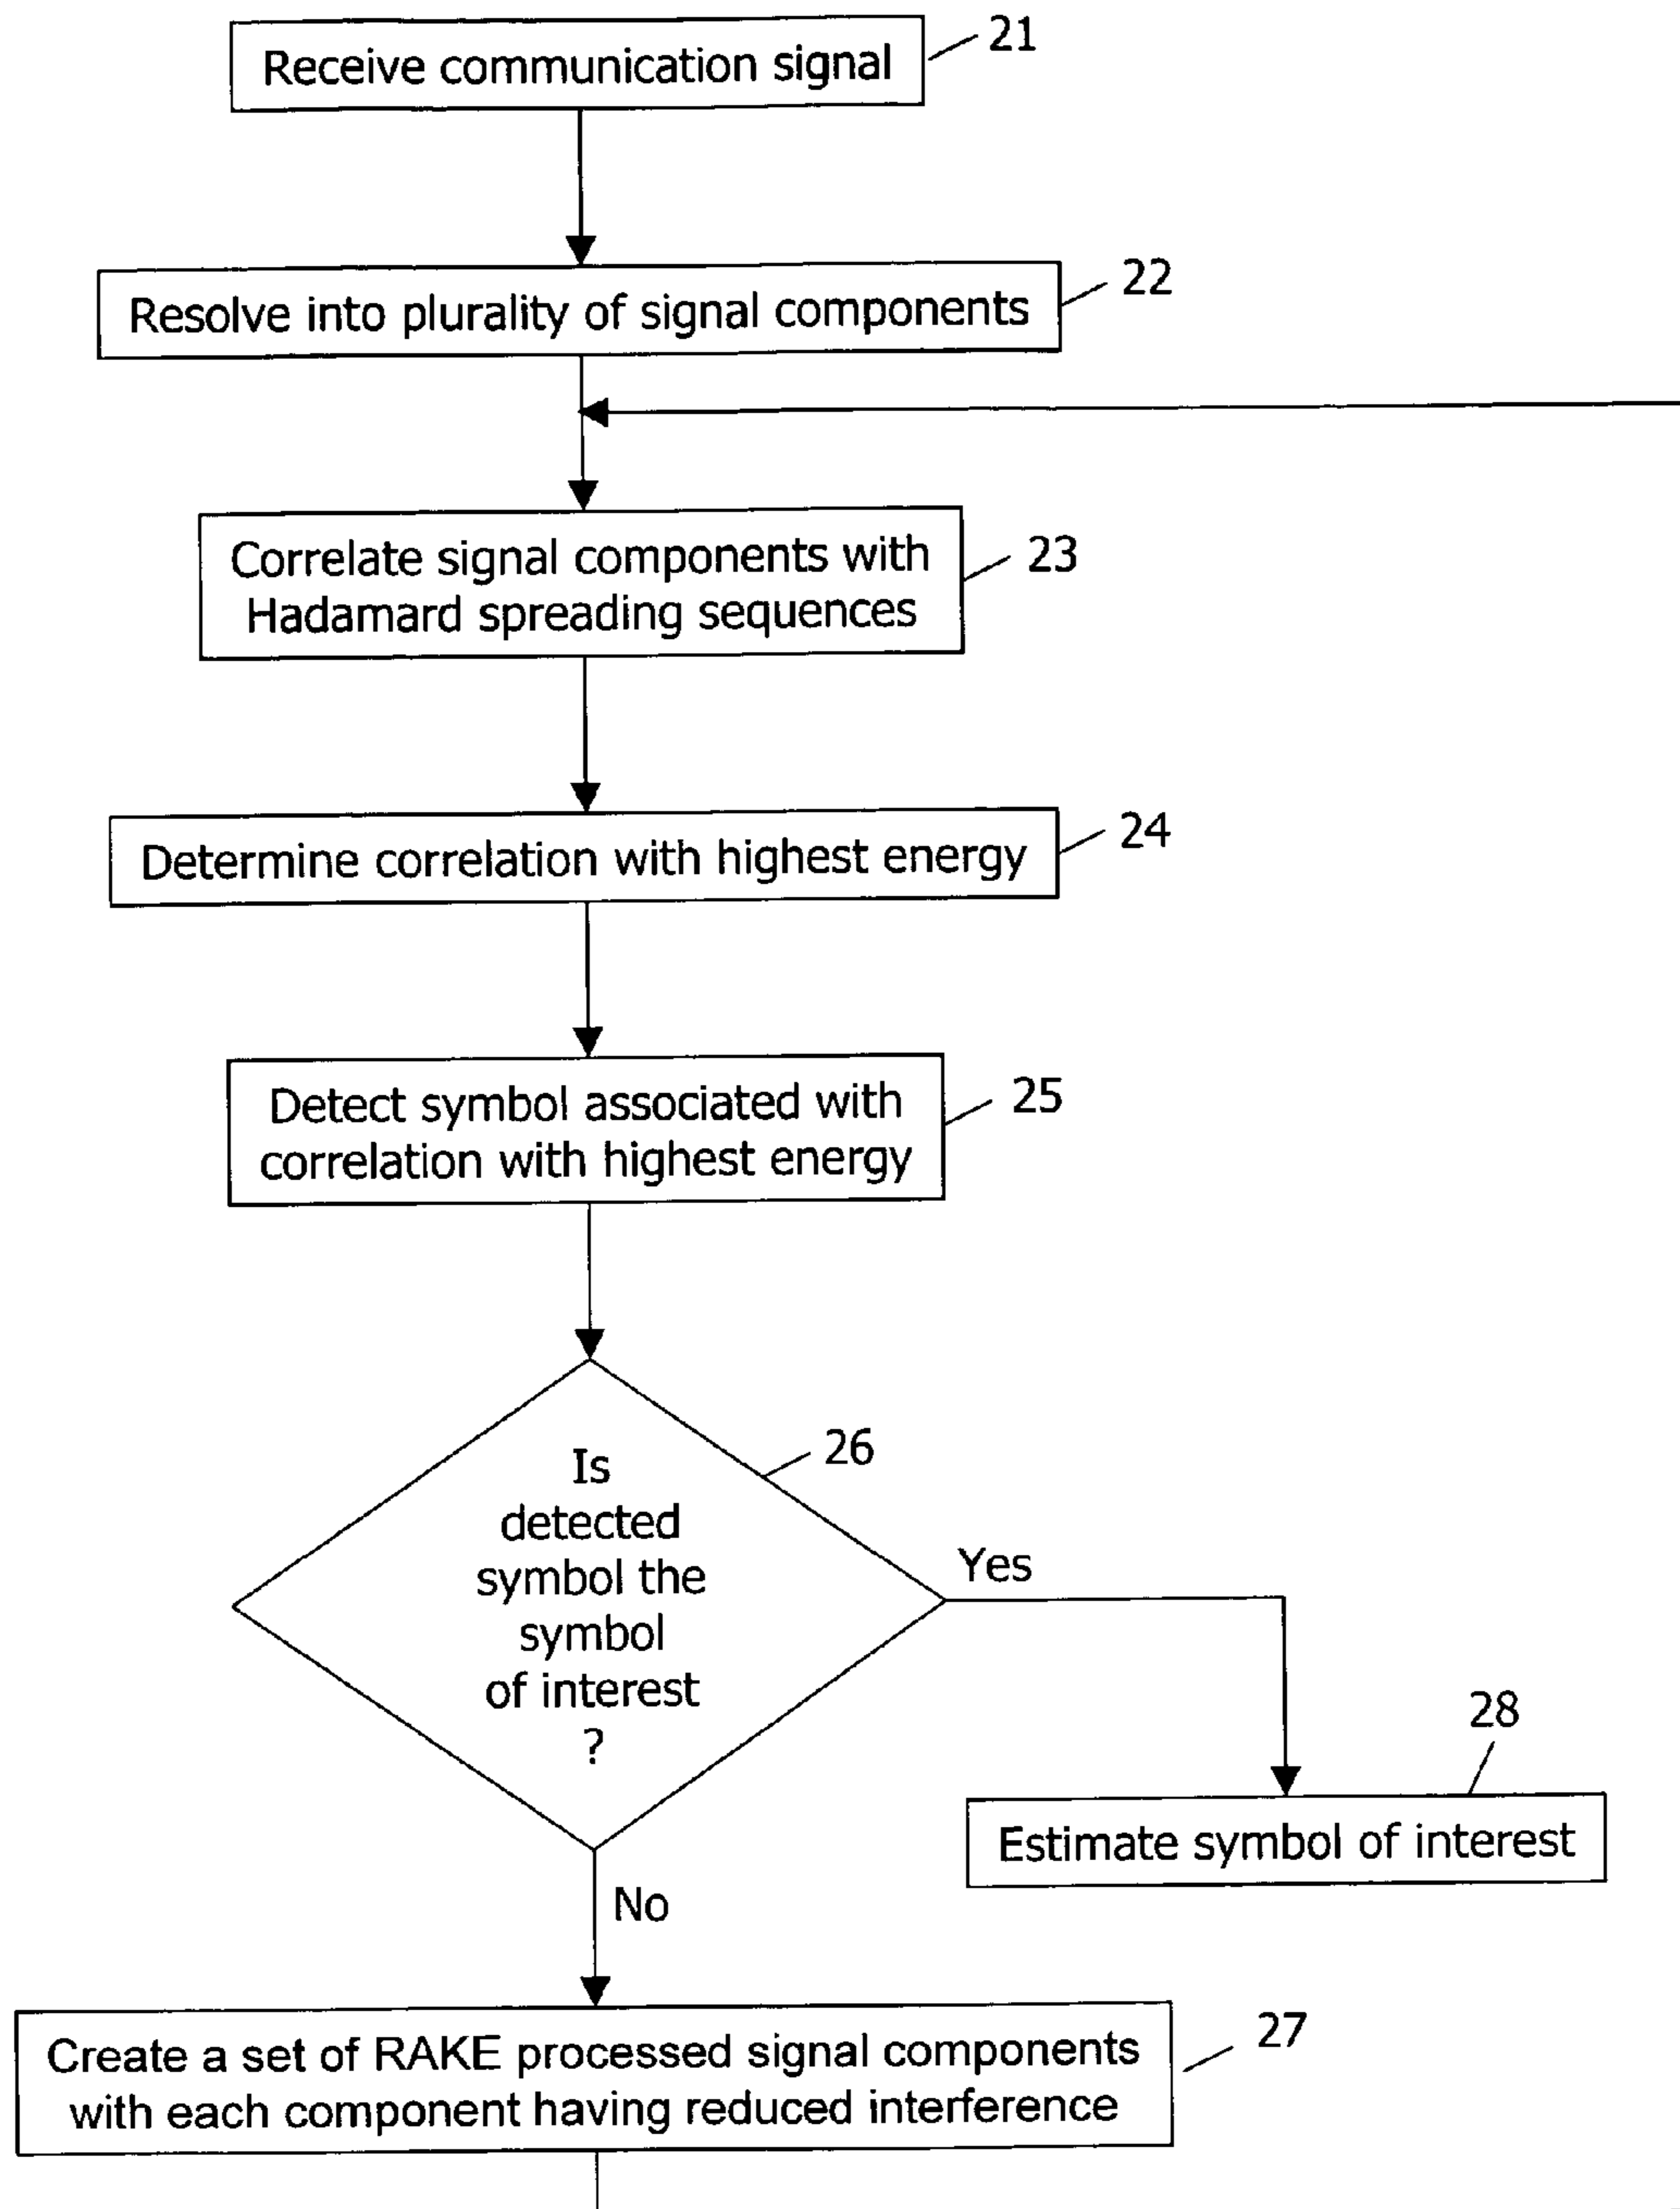 Receive communication signal
21
Resolve into plurality of signal components
22
Correlate signal components with
Hadamard spreading sequences
23
Determine correlation with highest energy
24
Detect symbol associated with
correlation with highest energy
25
Is
detected
symbol the
symbol
of interest
?
26
Yes
28
Estimate symbol of interest
No
Create a set of RAKE processed signal components
with each component having reduced interference
27